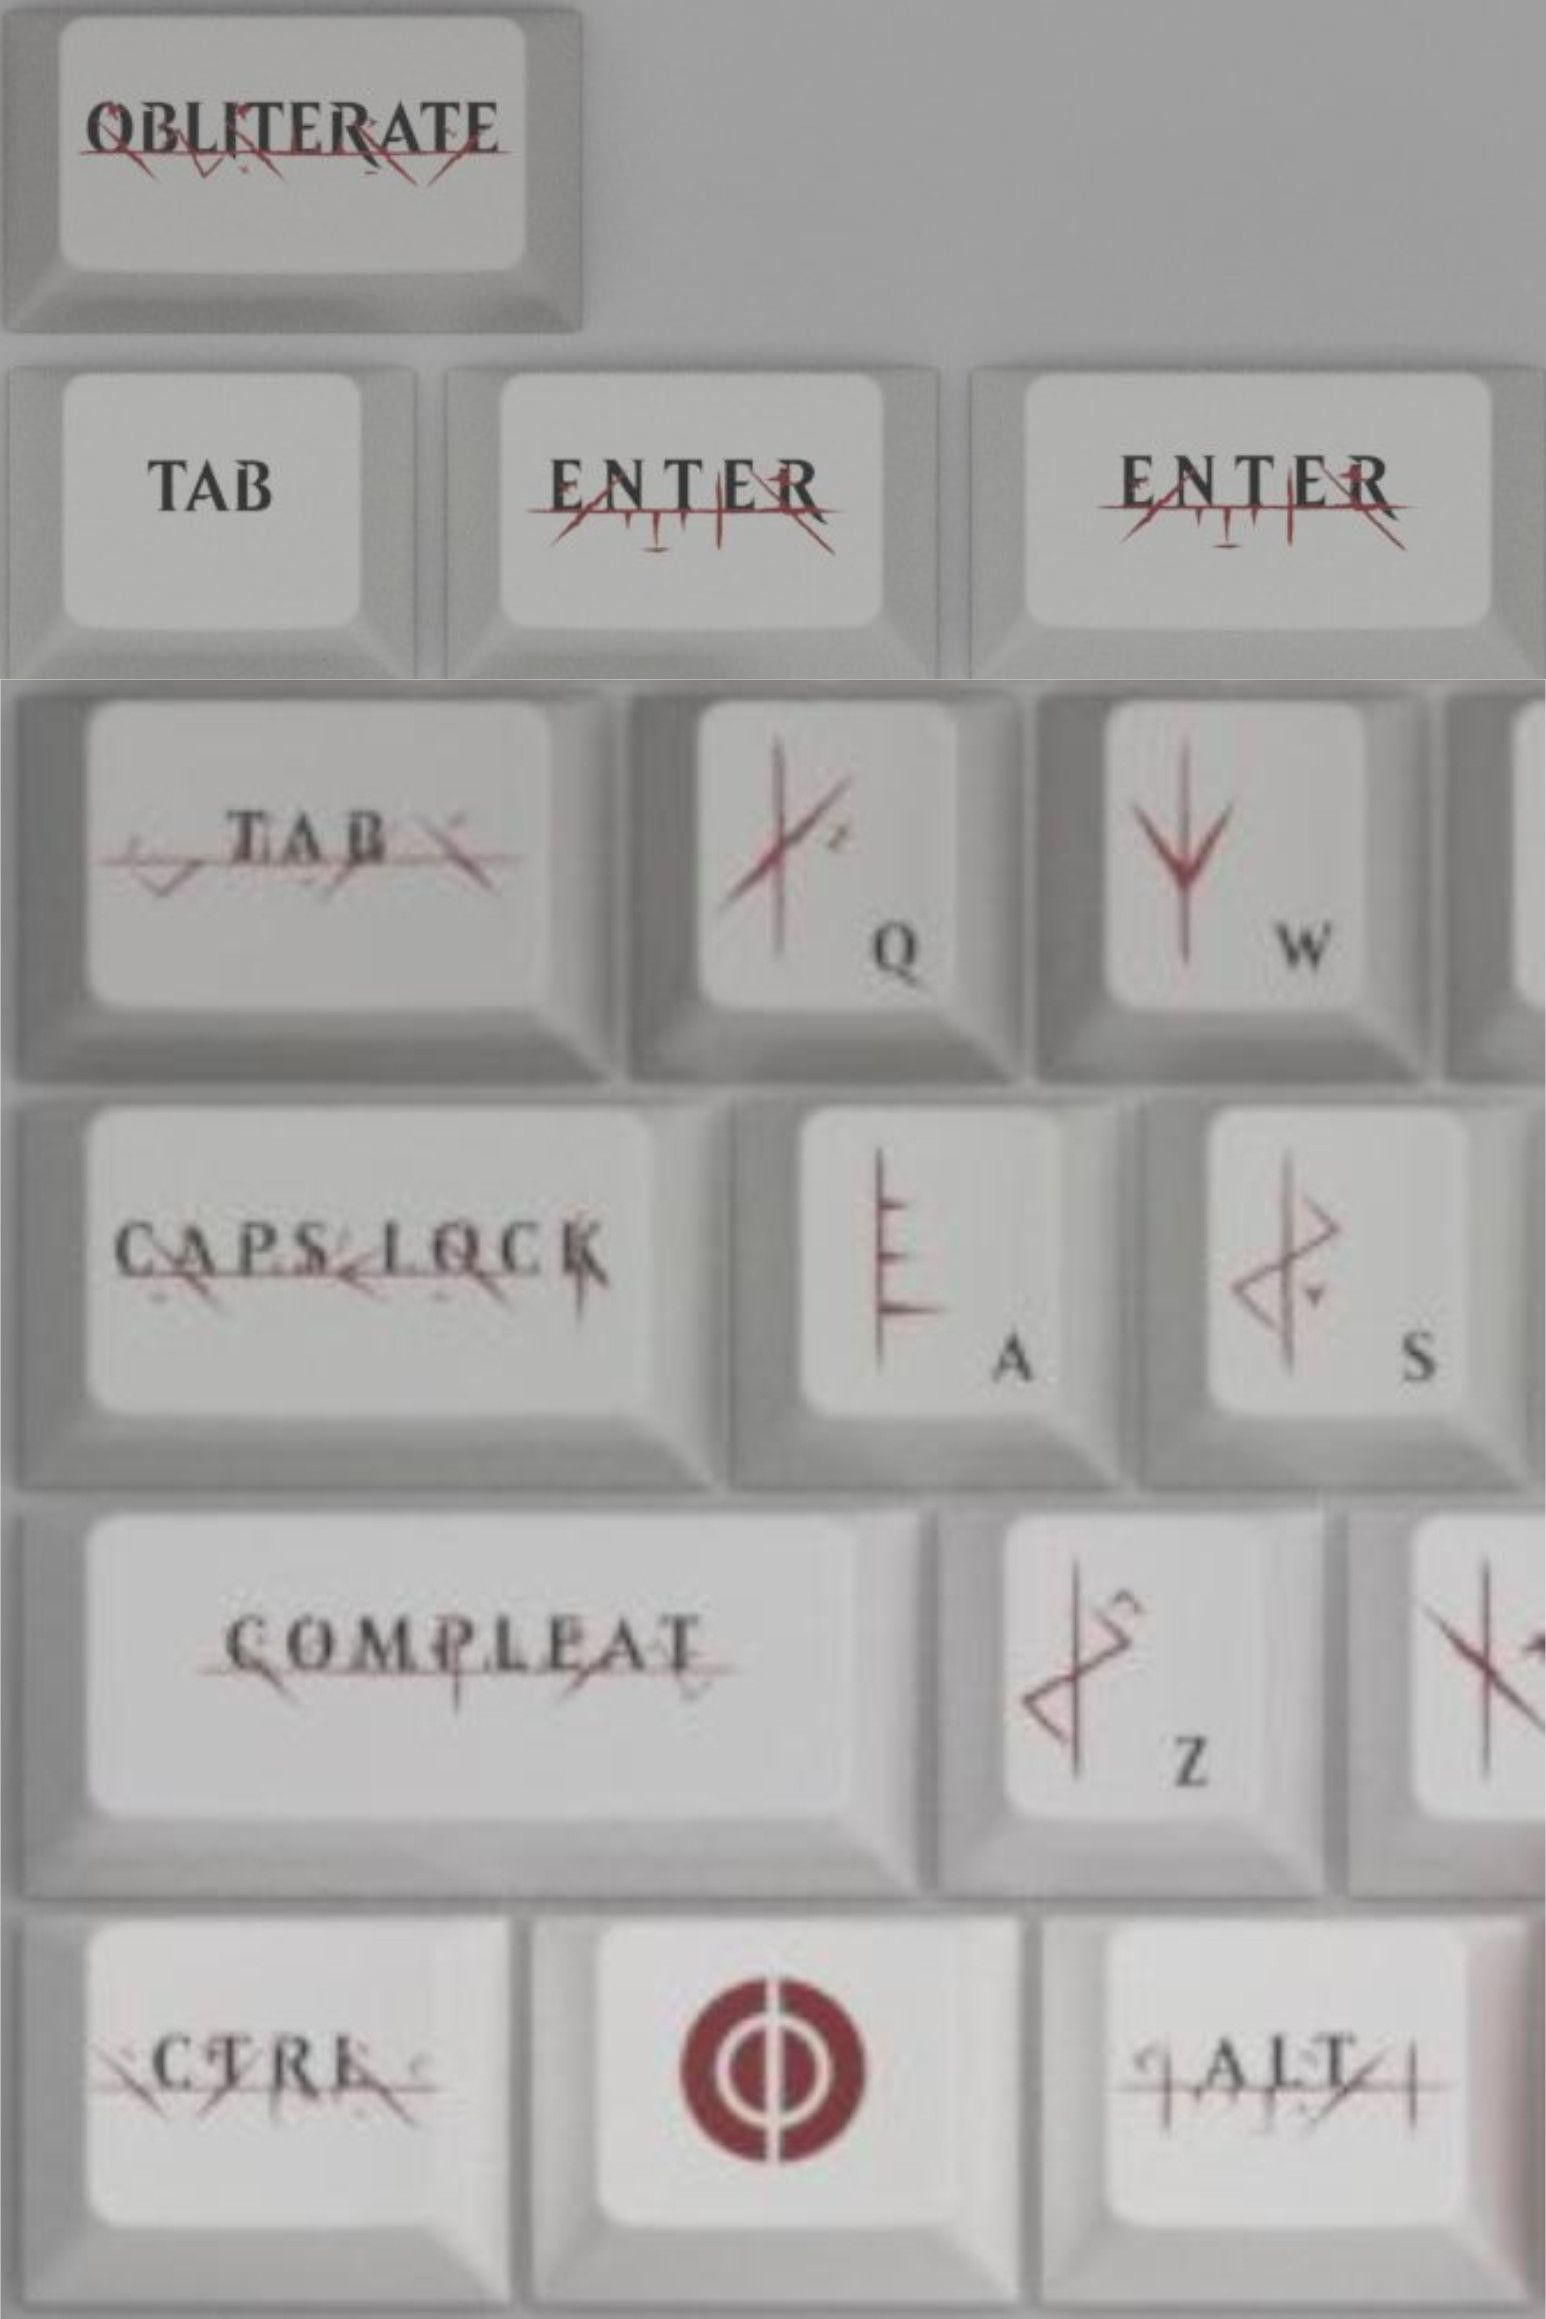 OBLITERATE
TAB ENTER ENTER
TAB Q W
CAPS LOCK A S
COMPLEAT Z
CTRL ALT